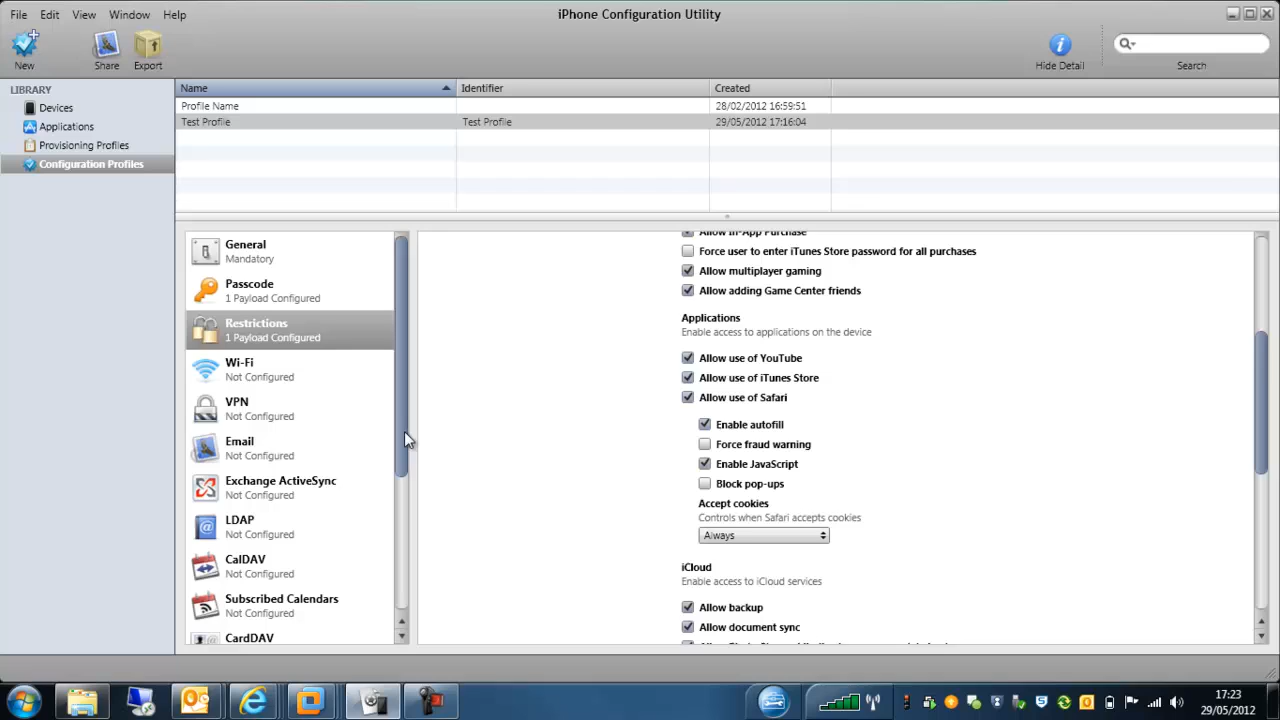 File Edit View Window Help
iPhone Configuration Utility
New
Share
Export
Hide Detail
Search
LIBRARY
Devices
Applications
Provisioning Profiles
Configuration Profiles
Name Identifier Created
Profile Name 28/02/2012 16:59:51
Test Profile Test Profile 29/05/2012 17:16:04
General
Mandatory
Passcode
1 Payload Configured
Restrictions
1 Payload Configured
Wi-Fi
Not Configured
VPN
Not Configured
Email
Not Configured
Exchange ActiveSync
Not Configured
LDAP
Not Configured
CalDAV
Not Configured
Subscribed Calendars
Not Configured
CardDAV
Allow In-App Purchase
Force user to enter iTunes Store password for all purchases
Allow multiplayer gaming
Allow adding Game Center friends
Applications
Enable access to applications on the device
Allow use of YouTube
Allow use of iTunes Store
Allow use of Safari
Enable autofill
Force fraud warning
Enable JavaScript
Block pop-ups
Accept cookies
Controls when Safari accepts cookies
Always
iCloud
Enable access to iCloud services
Allow backup
Allow document sync
17:23
29/05/2012